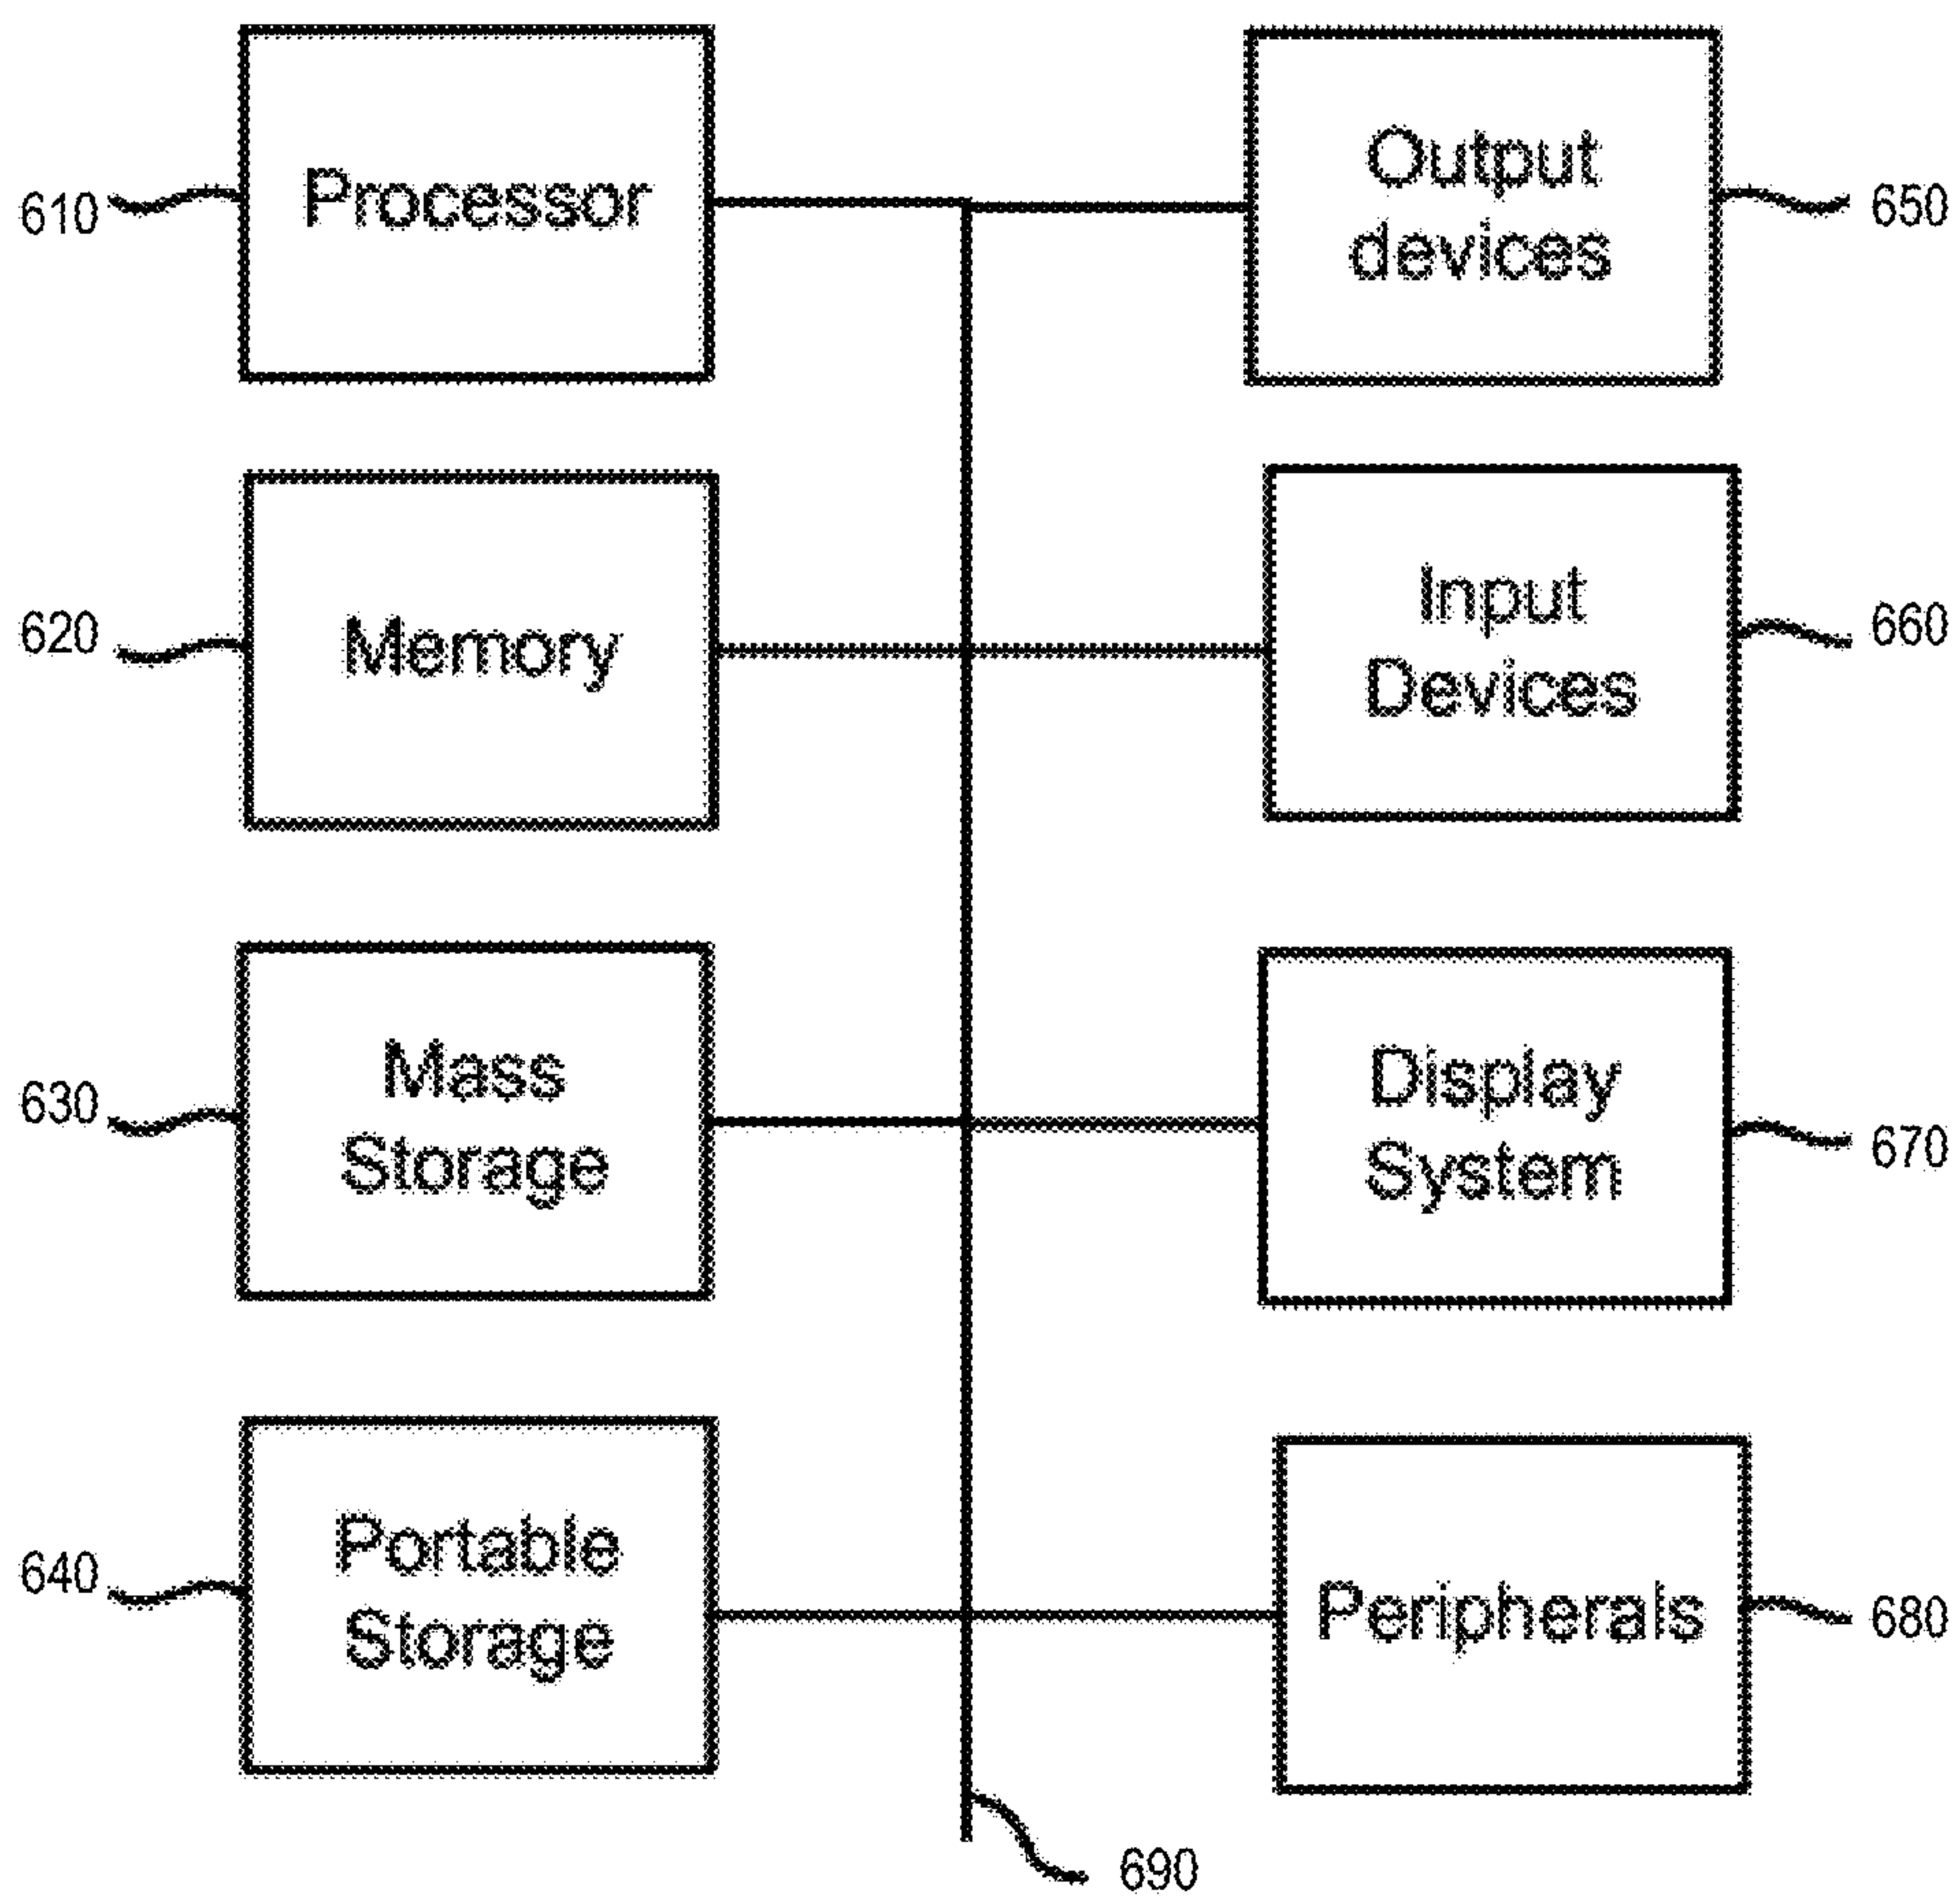 610
Processor
Output
devices
650
620
Memory
Input
Devices
660
630
Mass
Storage
Display
System
670
640
Portable
Storage
Peripherals
680
690